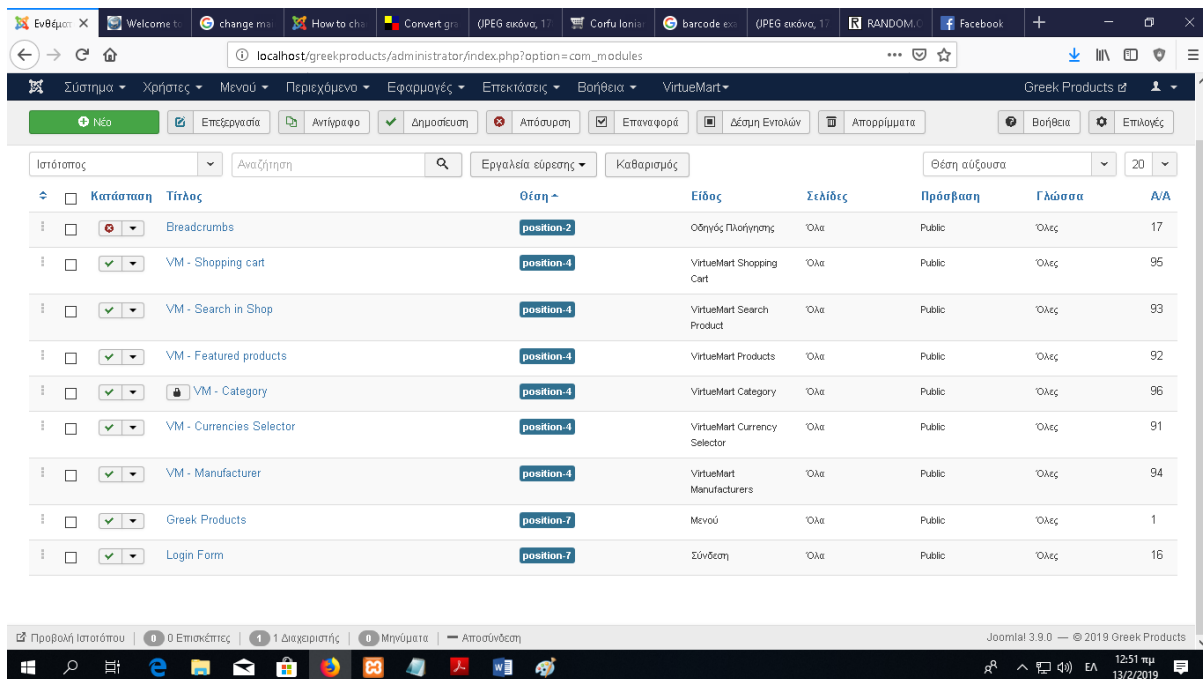 Ενθέματ
Welcome to
change mai
How to cha
Convert gra
(JPEG εικόνα, 17
Corfu Ionia
barcode exa
(JPEG εικόνα, 17
RANDOM.O
Facebook
localhost/greekproducts/administrator/index.php?option=com_modules
Σύστημα Χρήστες Μενού Περιεχόμενο Εφαρμογές Επεκτάσεις Βοήθεια VirtueMart Greek Products
Νέο Επεξεργασία Αντίγραφο Δημοσίευση Απόσυρση Επαναφορά Δέσμη Εντολών Απορρίμματα Βοήθεια Επιλογές
Ιστότοπος Αναζήτηση Εργαλεία εύρεσης Καθαρισμός Θέση αύξουσα 20
Κατάσταση Τίτλος Θέση Είδος Σελίδες Πρόσβαση Γλώσσα Α/Α
Breadcrumbs position-2 Οδηγός Πλοήγησης Όλα Public Όλες 17
VM - Shopping cart position-4 VirtueMart Shopping Όλα Public Όλες 95
Cart
VM - Search in Shop position-4 VirtueMart Search Όλα Public Όλες 93
Product
VM - Featured products position-4 VirtueMart Products Όλα Public Όλες 92
VM - Category position-4 VirtueMart Category Όλα Public Όλες 96
VM - Currencies Selector position-4 VirtueMart Currency Όλα Public Όλες 91
Selector
VM - Manufacturer position-4 VirtueMart Όλα Public Όλες 94
Manufacturers
Greek Products position-7 Μενού Όλα Public Όλες 1
Login Form position-7 Σύνδεση Όλα Public Όλες 16
Προβολή Ιστοτόπου 0 0 Επισκέπτες 1 1 Διαχειριστής 0 Μηνύματα Αποσύνδεση Joomla! 3.9.0 — © 2019 Greek Products
ΕΛ 12:51 πμ
13/2/2019